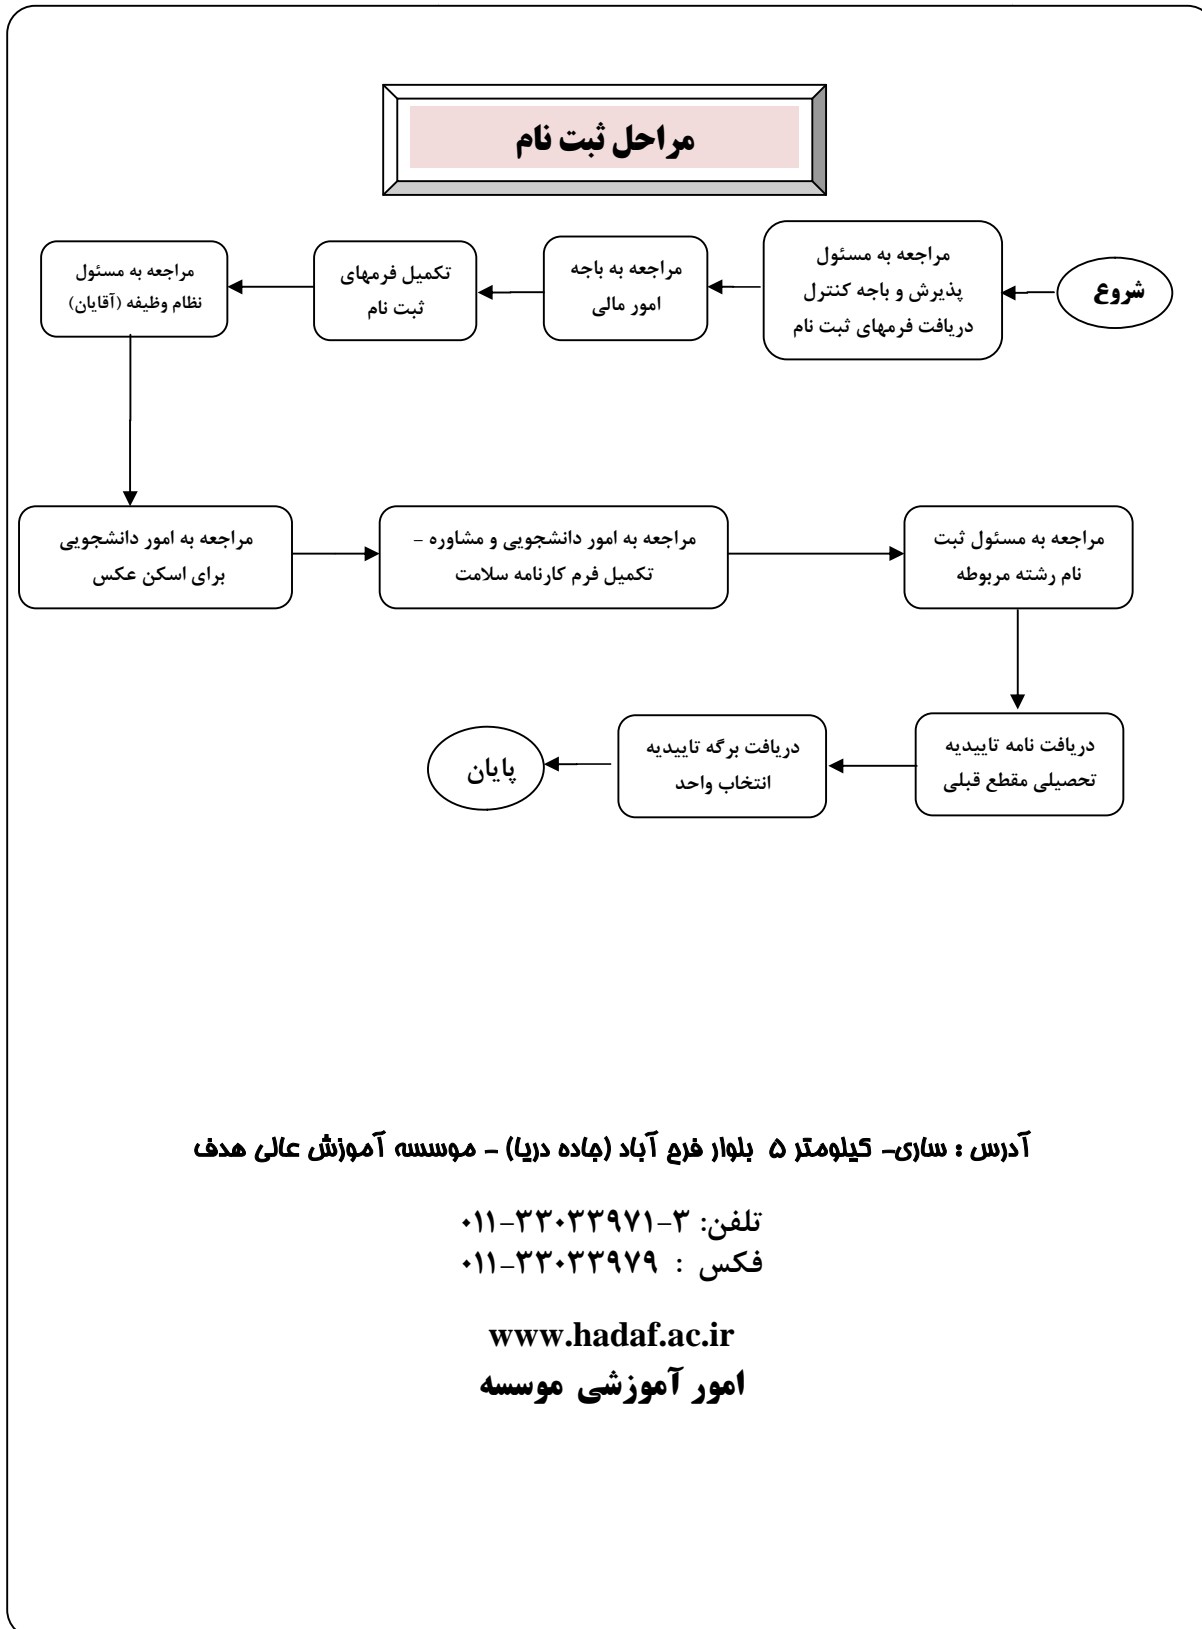 مراحل ثبت نام
شروع
مراجعه به مسئول
پذیرش و باجه کنترل
دریافت فرمهای ثبت نام
مراجعه به باجه
امور مالی
تکمیل فرمهای
ثبت نام
مراجعه به مسئول
نظام وظیفه (آقایان)
مراجعه به امور دانشجویی
برای اسکن عکس
مراجعه به امور دانشجویی و مشاوره –
تکمیل فرم کارنامه سلامت
مراجعه به مسئول ثبت
نام رشته مربوطه
دریافت نامه تاییدیه
تحصیلی مقطع قبلی
دریافت برگه تاییدیه
انتخاب واحد
پایان
آدرس : ساری- کیلومتر ۵ بلوار فرح آباد (جاده دریا) – موسسه آموزش عالی هدف
تلفن: ۳-۳۳۰۳۳۹۷۱-۰۱۱
فکس : ۳۳۰۳۳۹۷۹-۰۱۱
www.hadaf.ac.ir
امور آموزشی موسسه